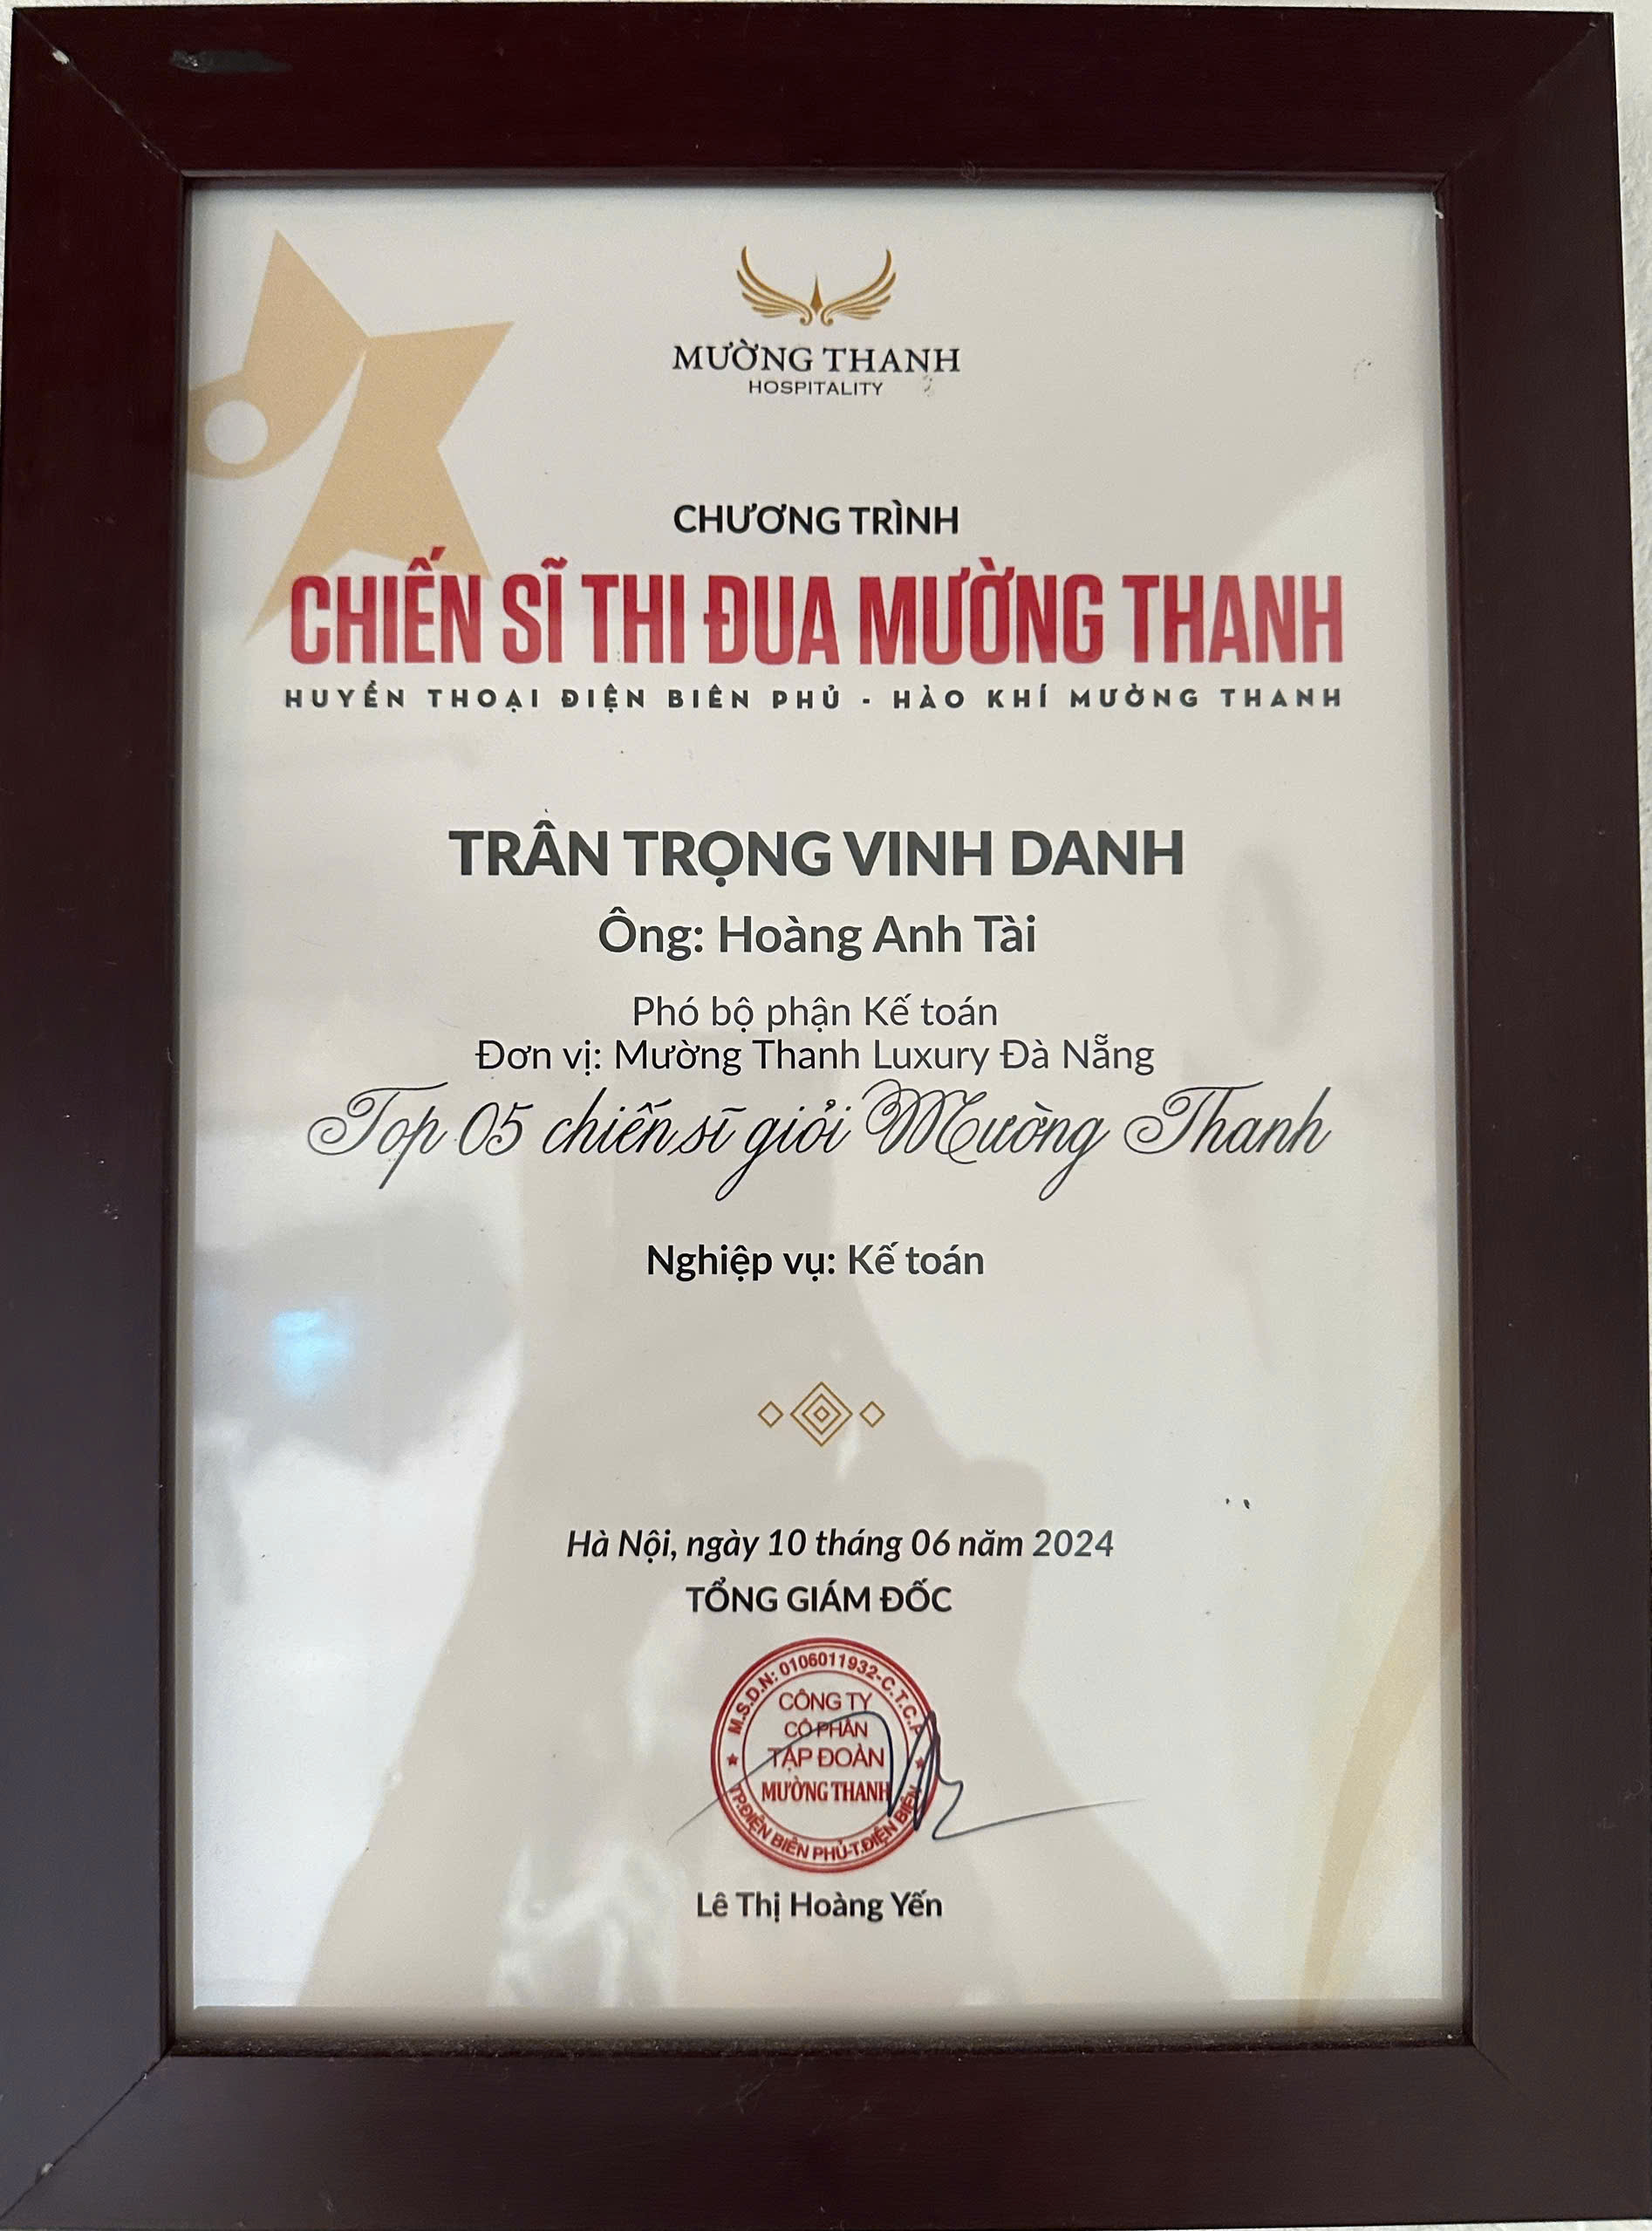 MƯỜNG THANH
HOSPITALITY
CHƯƠNG TRÌNH
CHIẾN SĨ THI ĐUA MƯỜNG THANH
HUYỀN THOẠI ĐIỆN BIÊN PHỦ - HÀO KHÍ MƯỜNG THANH
TRÂN TRỌNG VINH DANH
Ông: Hoàng Anh Tài
Phó bộ phận Kế toán
Đơn vị: Mường Thanh Luxury Đà Nẵng
Top 05 chiến sĩ giỏi Mường Thanh
Nghiệp vụ: Kế toán
Hà Nội, ngày 10 tháng 06 năm 2024
TỔNG GIÁM ĐỐC
M.S.D.N: 0106011932-C.T.C.P
CÔNG TY
CỔ PHẦN
TẬP ĐOÀN
MƯỜNG THANH
TP.ĐIỆN BIÊN PHỦ-T.ĐIỆN BIÊN
Lê Thị Hoàng Yến